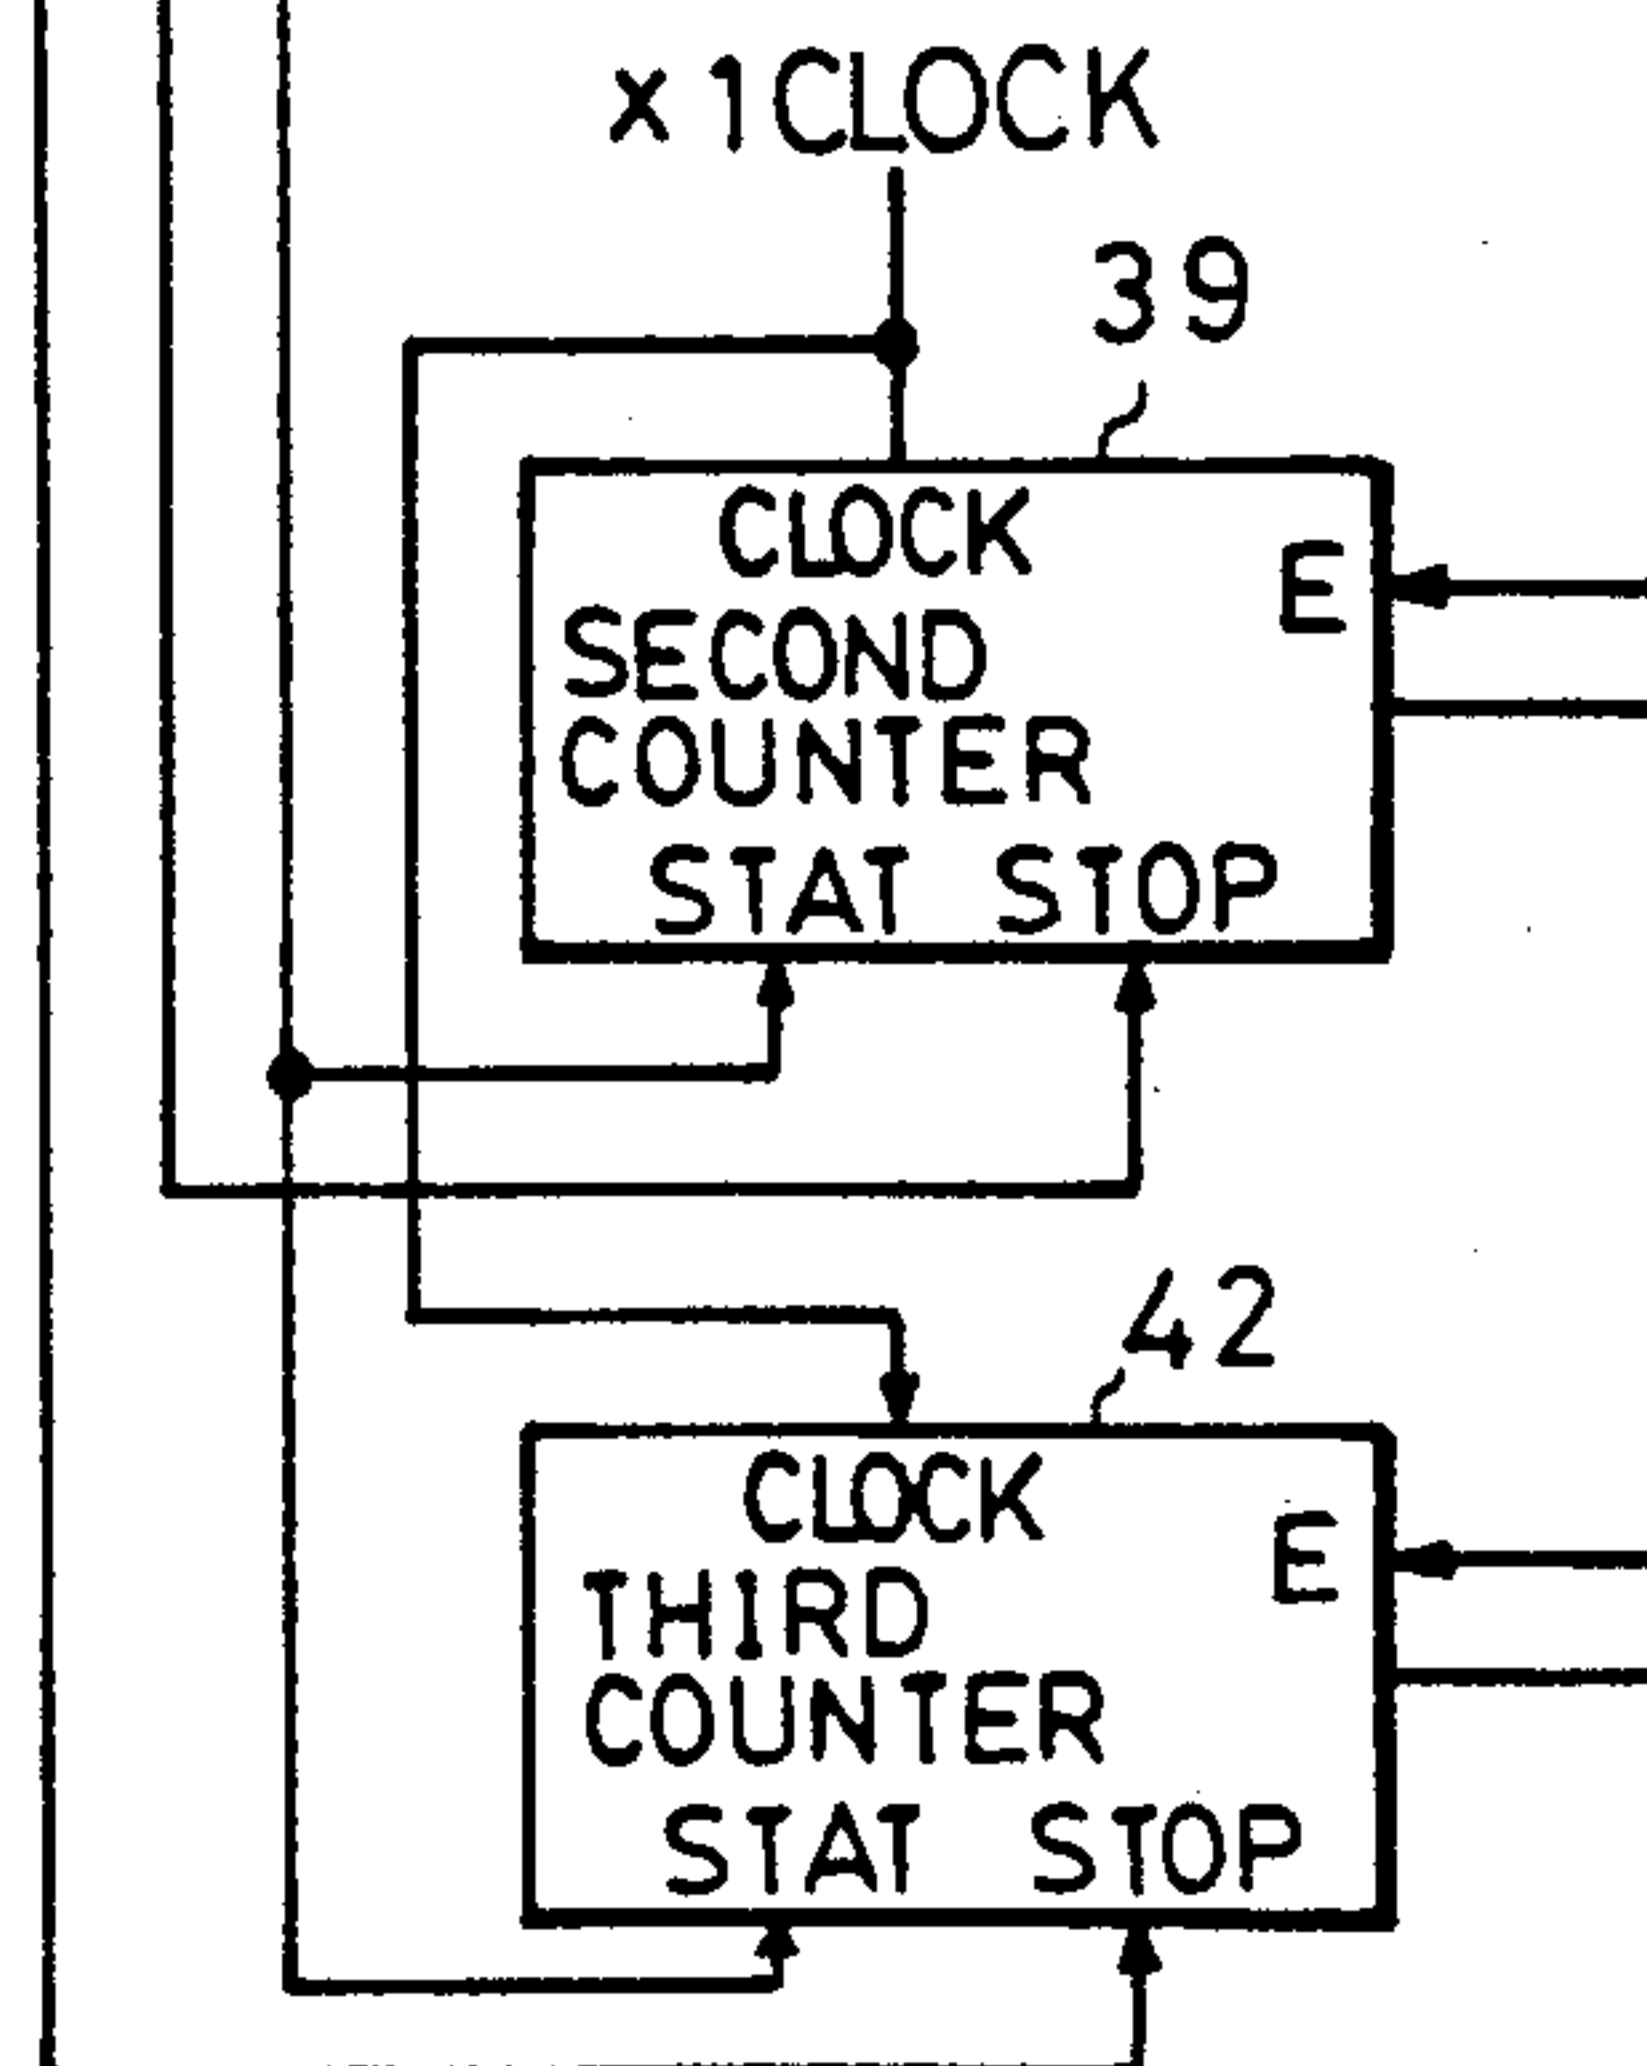 x1CLOCK
39
CLOCK
E
SECOND
COUNTER
STAT STOP
42
CLOCK
E
THIRD
COUNTER
STAT STOP